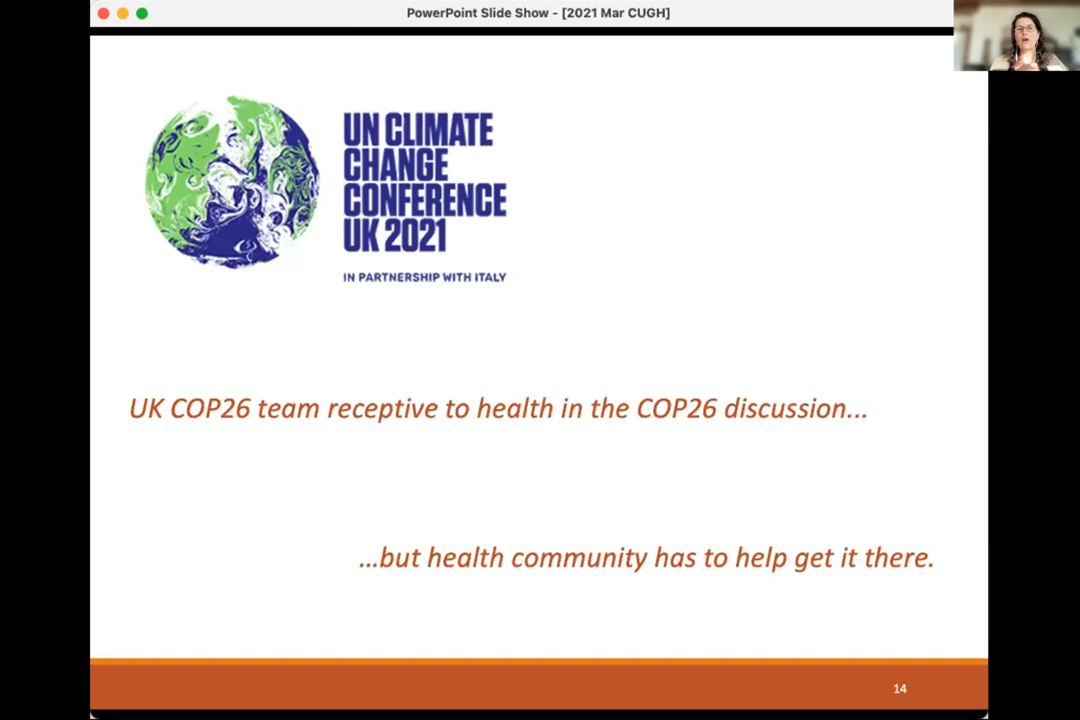 PowerPoint Slide Show - [2021 Mar CUGH]
UN CLIMATE
CHANGE
CONFERENCE
UK 2021
IN PARTNERSHIP WITH ITALY
UK COP26 team receptive to health in the COP26 discussion...
...but health community has to help get it there.
14